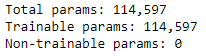 Total params: 114,597
Trainable params: 114,597
Non-trainable params: 0